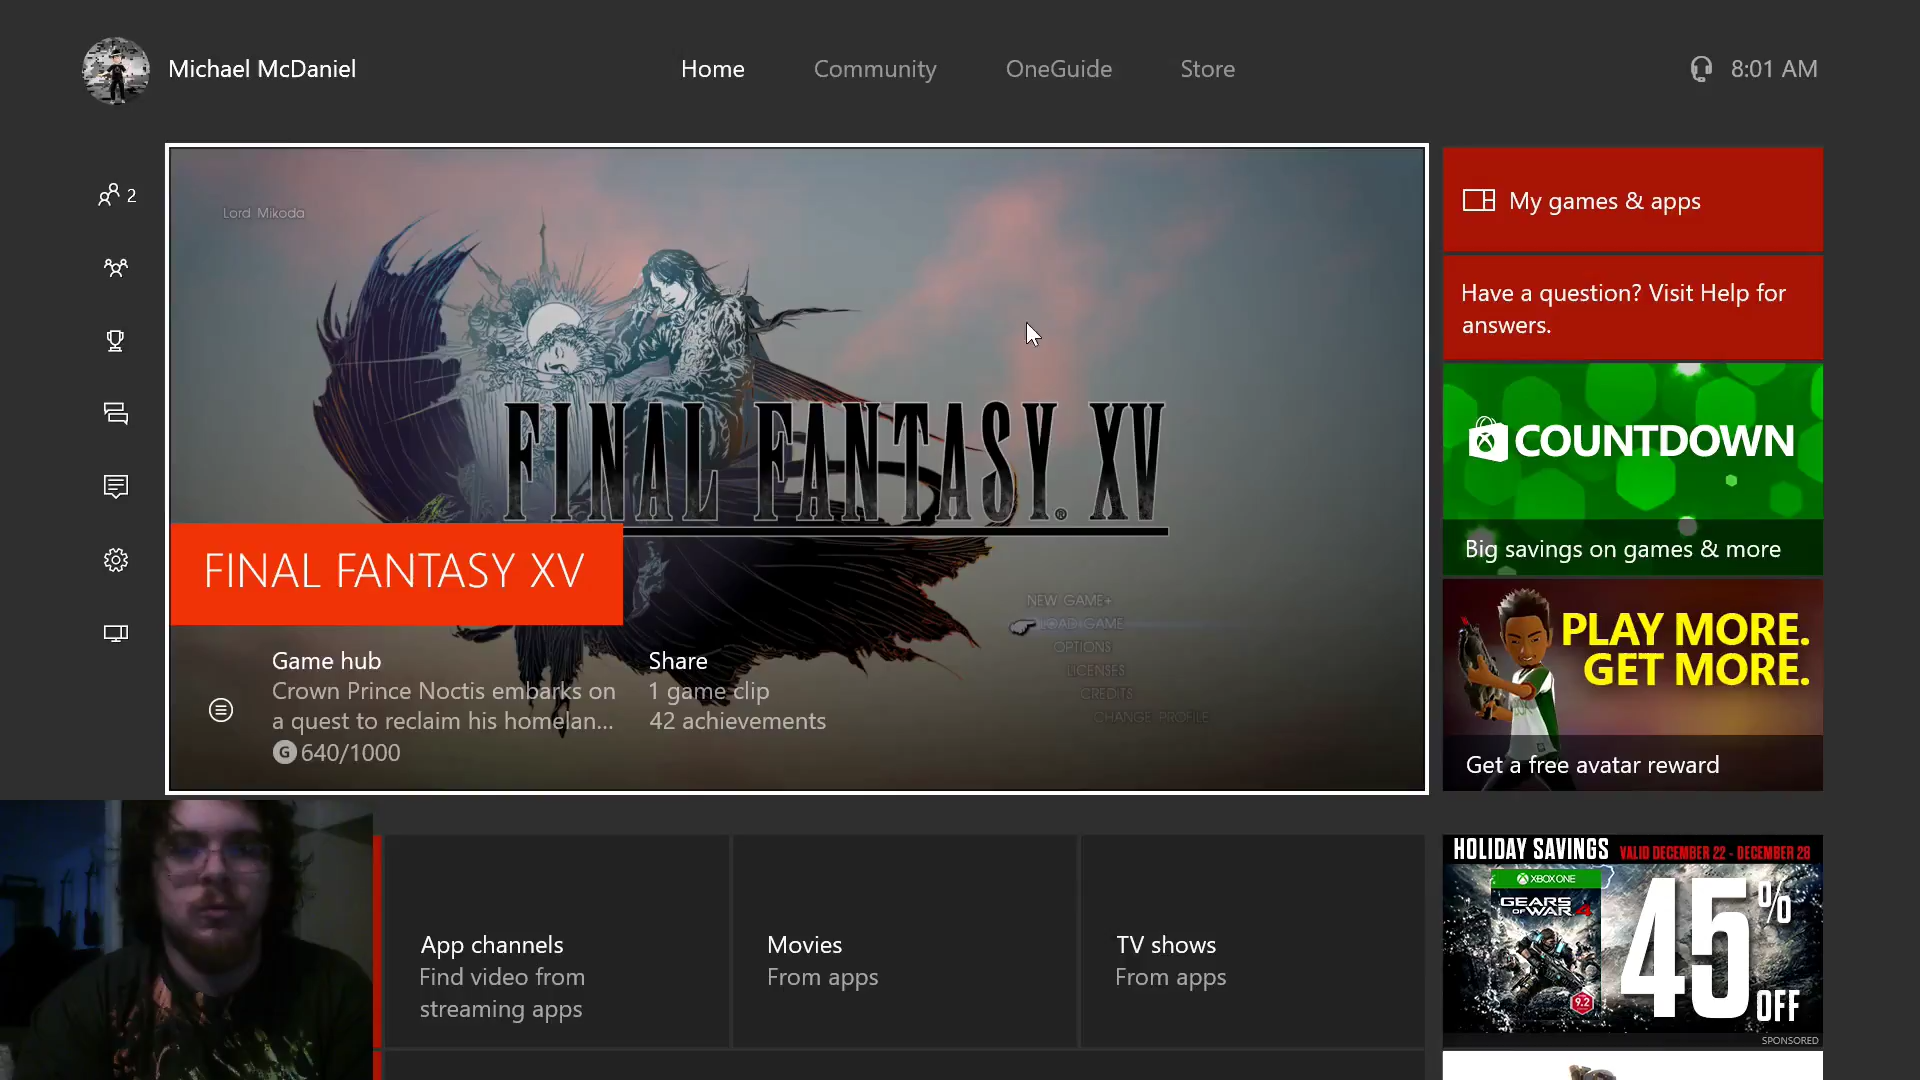 Michael McDaniel
Home
Community
OneGuide
Store
8:01 AM
2
Lord Mikoda
FINAL FANTASY® XV
FINAL FANTASY XV
NEW GAME+
LOAD GAME
OPTIONS
LICENSES
CREDITS
CHANGE PROFILE
Game hub
Crown Prince Noctis embarks on
a quest to reclaim his homelan...
G 640/1000
Share
1 game clip
42 achievements
My games & apps
Have a question? Visit Help for
answers.
COUNTDOWN
Big savings on games & more
PLAY MORE.
GET MORE.
Get a free avatar reward
App channels
Find video from
streaming apps
Movies
From apps
TV shows
From apps
HOLIDAY SAVINGS VALID DECEMBER 22 - DECEMBER 28
XBOX ONE
GEARS
OF WAR 4
9.2
45% OFF
SPONSORED